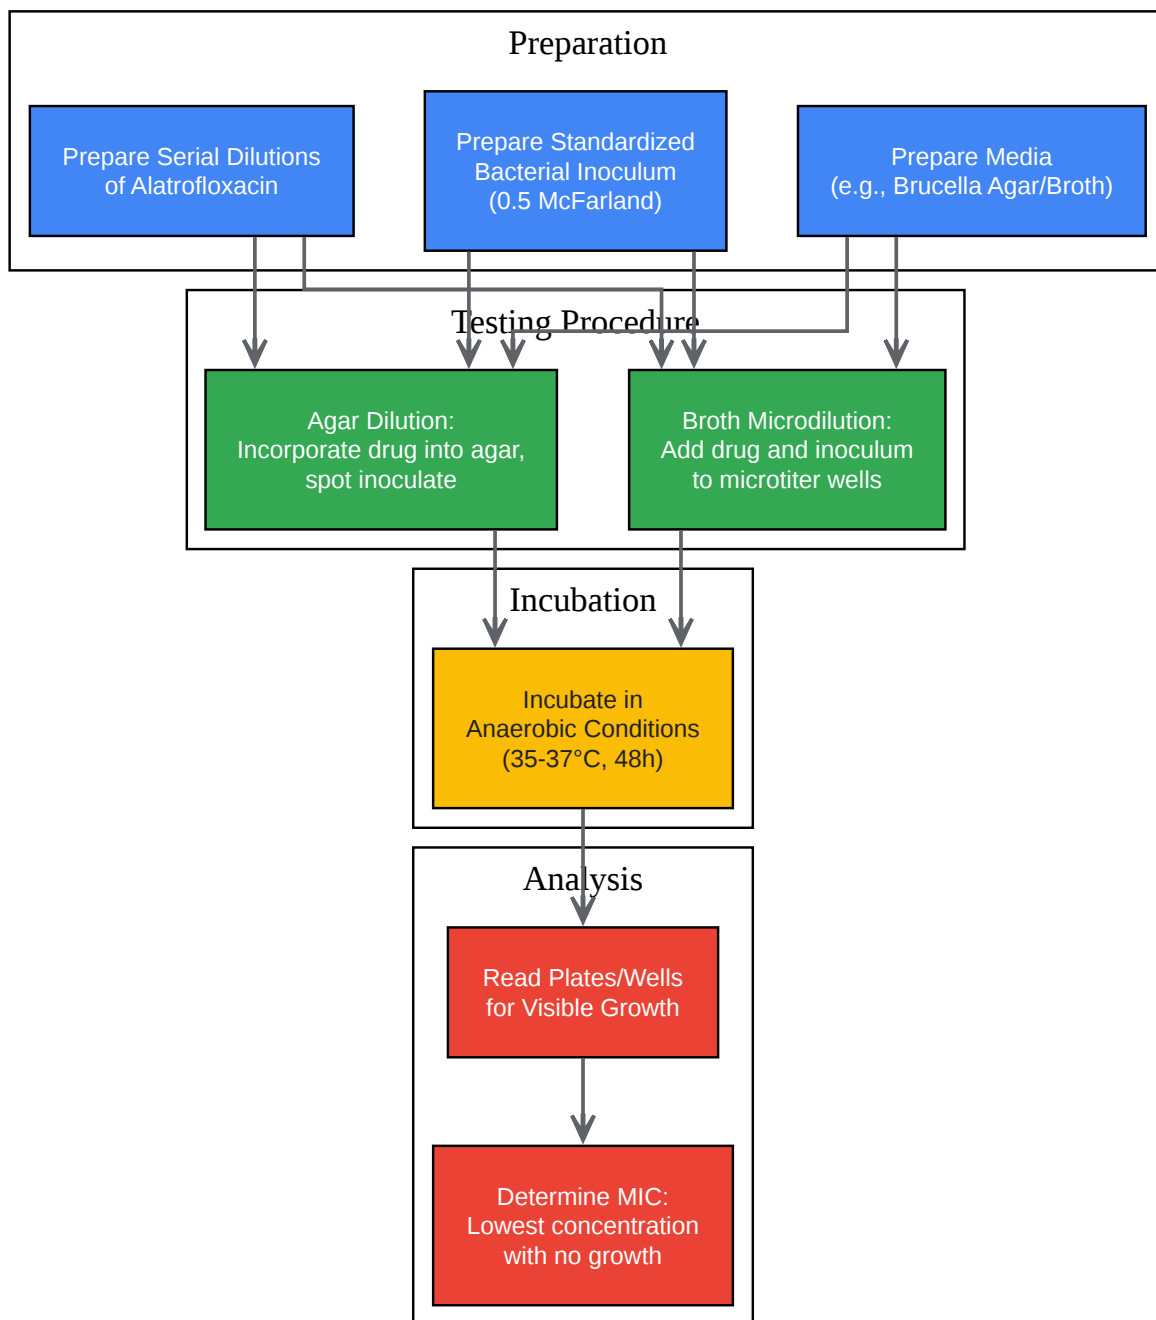 Preparation
Prepare Serial Dilutions
of Alatrofloxacin
Prepare Standardized
Bacterial Inoculum
(0.5 McFarland)
Prepare Media
(e.g., Brucella Agar/Broth)
Testing Procedure
Agar Dilution:
Incorporate drug into agar,
spot inoculate
Broth Microdilution:
Add drug and inoculum
to microtiter wells
Incubation
Incubate in
Anaerobic Conditions
(35-37°C, 48h)
Analysis
Read Plates/Wells
for Visible Growth
Determine MIC:
Lowest concentration
with no growth